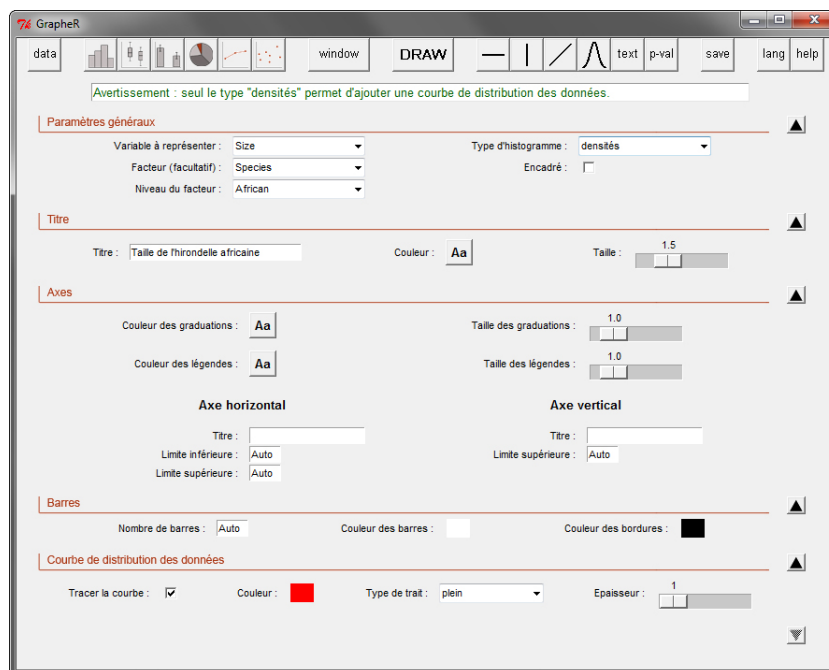 GrapheR
data window DRAW text p-val save lang help
Avertissement : seul le type "densités" permet d'ajouter une courbe de distribution des données.
Paramètres généraux
Variable à représenter : Size Type d'histogramme : densités
Facteur (facultatif) : Species Encadré :
Niveau du facteur : African
Titre
1.5
Titre : Taille de l'hirondelle africaine Couleur : Aa Taille :
Axes
1.0
Couleur des graduations : Aa Taille des graduations :
1.0
Couleur des légendes : Aa Taille des légendes :
Axe horizontal Axe vertical
Titre : Titre :
Limite inférieure : Auto Limite supérieure : Auto
Limite supérieure : Auto
Barres
Nombre de barres : Auto Couleur des barres : Couleur des bordures :
Courbe de distribution des données
1
Tracer la courbe : Couleur : Type de trait : plein Epaisseur :